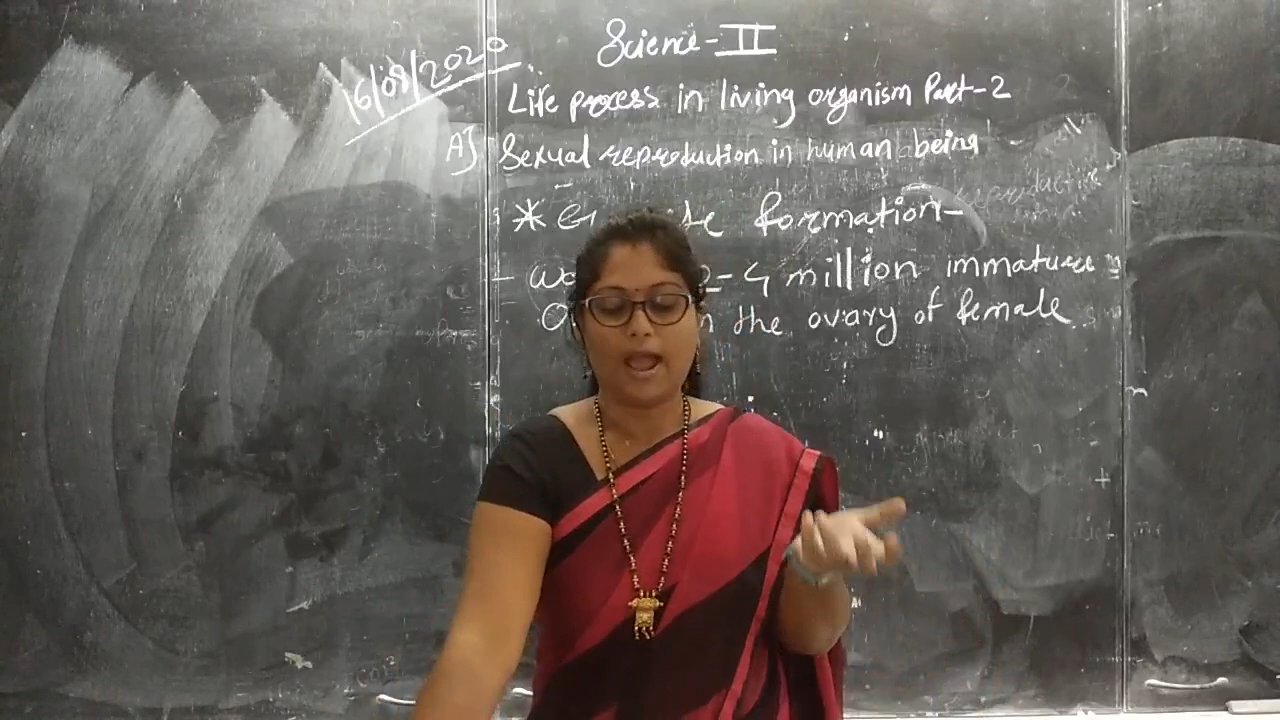 Science-II
16/09/2020
Life process in living organism Part-2
A] Sexual reproduction in human being
* formation-
- 2-4 million immature
in the ovary of female